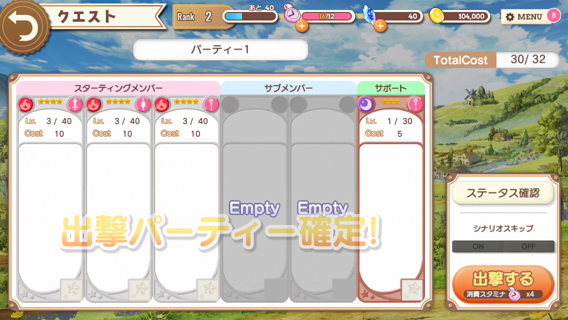 クエスト
Rank 2
あと 40
11/12
40
104,000
MENU 8
パーティー1
TotalCost 30/ 32
スターティングメンバー
サブメンバー
サポート
Lv. 3 / 40
Cost 10
Lv. 3 / 40
Cost 10
Lv. 3 / 40
Cost 10
Empty
Empty
Lv. 1 / 30
Cost 5
出撃パーティー確定!
ステータス確認
シナリオスキップ
ON OFF
出撃する
消費スタミナ x4